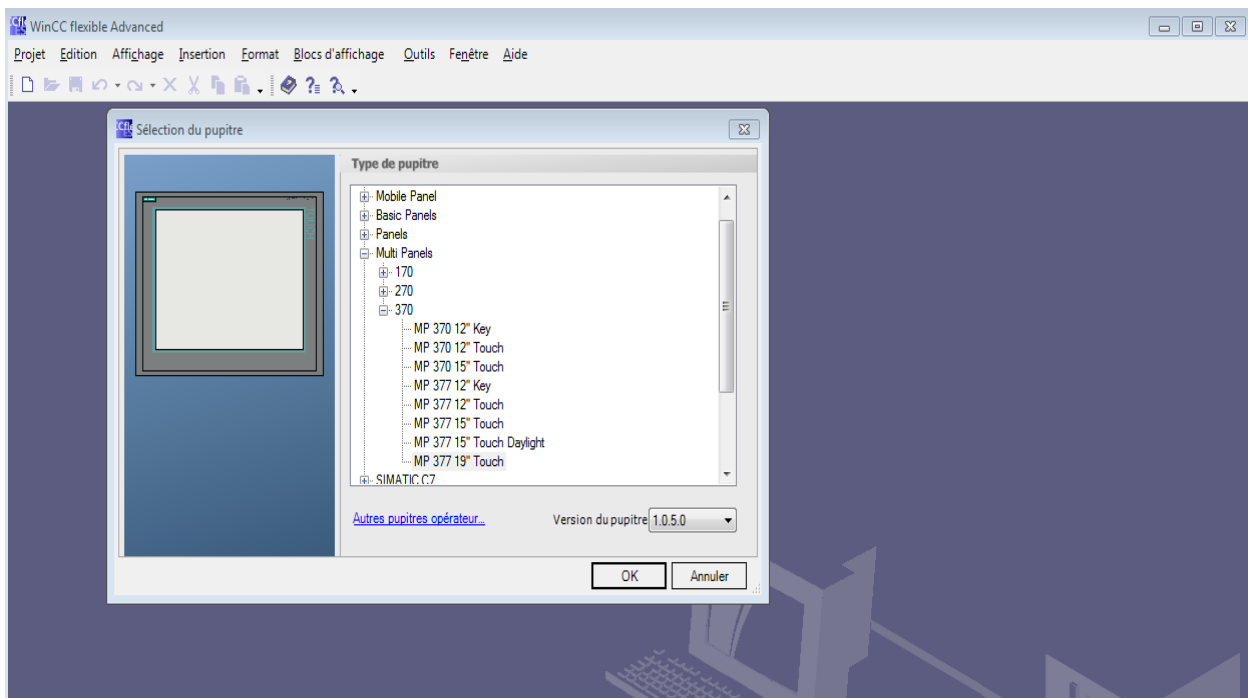 WinCC flexible Advanced
Projet Edition Affichage Insertion Format Blocs d'affichage Outils Fenêtre Aide
Sélection du pupitre
Type de pupitre
Mobile Panel
Basic Panels
Panels
Multi Panels
170
270
370
MP 370 12" Key
MP 370 12" Touch
MP 370 15" Touch
MP 377 12" Key
MP 377 12" Touch
MP 377 15" Touch
MP 377 15" Touch Daylight
MP 377 19" Touch
SIMATIC C7
Autres pupitres opérateur... Version du pupitre 1.0.5.0
OK Annuler